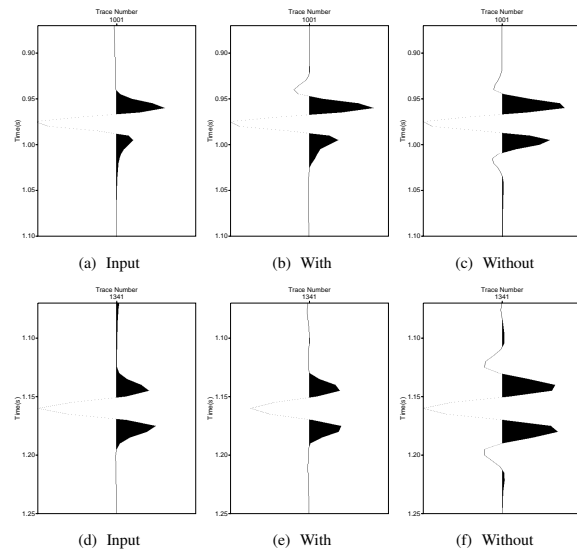 Trace Number
1001
Time(s)
0.90
0.95
1.00
1.05
1.10
(a) Input
Trace Number
1001
Time(s)
0.90
0.95
1.00
1.05
1.10
(b) With
Trace Number
1001
Time(s)
0.90
0.95
1.00
1.05
1.10
(c) Without
Trace Number
1341
Time(s)
1.10
1.15
1.20
1.25
(d) Input
Trace Number
1341
Time(s)
1.10
1.15
1.20
1.25
(e) With
Trace Number
1341
Time(s)
1.10
1.15
1.20
1.25
(f) Without